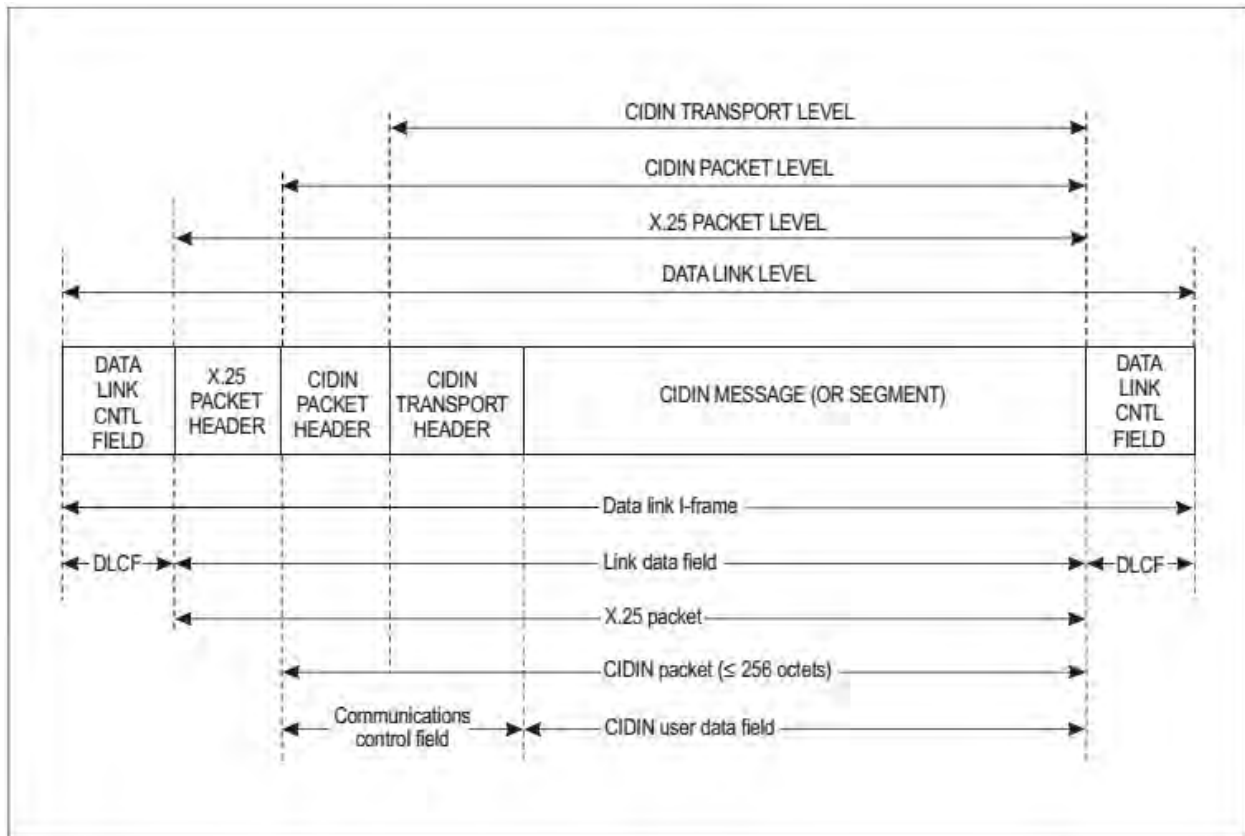 CIDIN TRANSPORT LEVEL
CIDIN PACKET LEVEL
X.25 PACKET LEVEL
DATA LINK LEVEL
DATA
LINK
CNTL
FIELD
X.25
PACKET
HEADER
CIDIN
PACKET
HEADER
CIDIN
TRANSPORT
HEADER
CIDIN MESSAGE (OR SEGMENT)
DATA
LINK
CNTL
FIELD
Data link I-frame
DLCF
Link data field
DLCF
X.25 packet
CIDIN packet (≤ 256 octets)
Communications
control field
CIDIN user data field